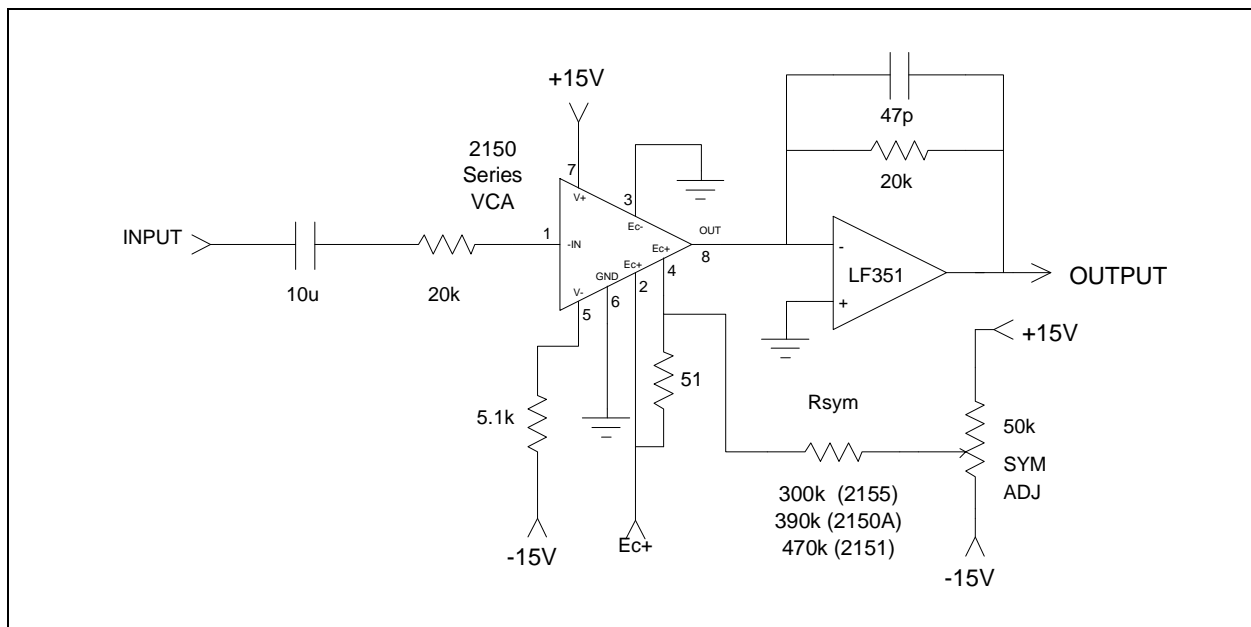 +15V
47p
20k
2150
Series
VCA
7
V+
3
Ec-
INPUT
10u
20k
1
-IN
OUT
8
Ec+
4
Ec+
2
GND
6
V-
5
-
LF351
+
OUTPUT
+15V
51
5.1k
Rsym
50k
SYM
ADJ
300k (2155)
390k (2150A)
470k (2151)
-15V
Ec+
-15V